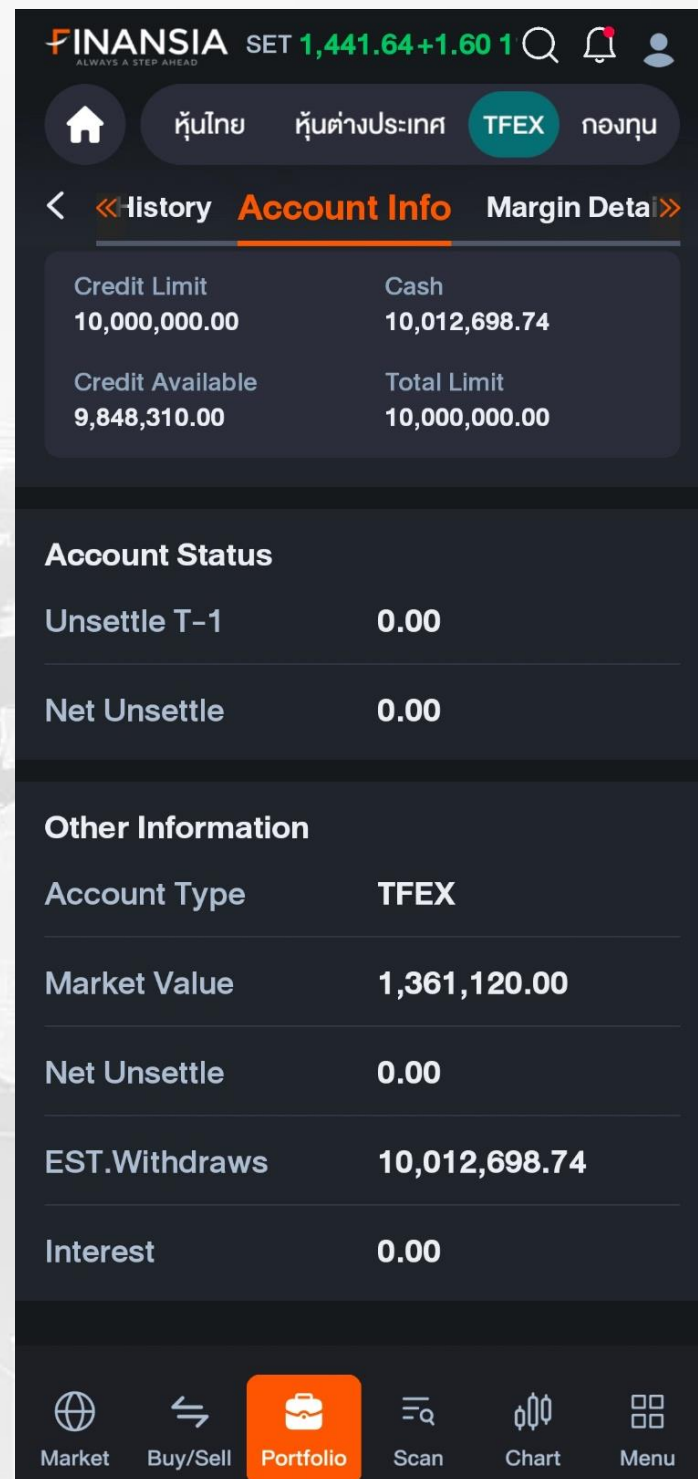 FINANSIA SET 1,441.64 +1.60 1
ALWAYS A STEP AHEAD
หุ้นไทย หุ้นต่างประเทศ TFEX กองทุน
History Account Info Margin Detai
Credit Limit Cash
10,000,000.00 10,012,698.74
Credit Available Total Limit
9,848,310.00 10,000,000.00
Account Status
Unsettle T-1 0.00
Net Unsettle 0.00
Other Information
Account Type TFEX
Market Value 1,361,120.00
Net Unsettle 0.00
EST.Withdraws 10,012,698.74
Interest 0.00
Market Buy/Sell Portfolio Scan Chart Menu